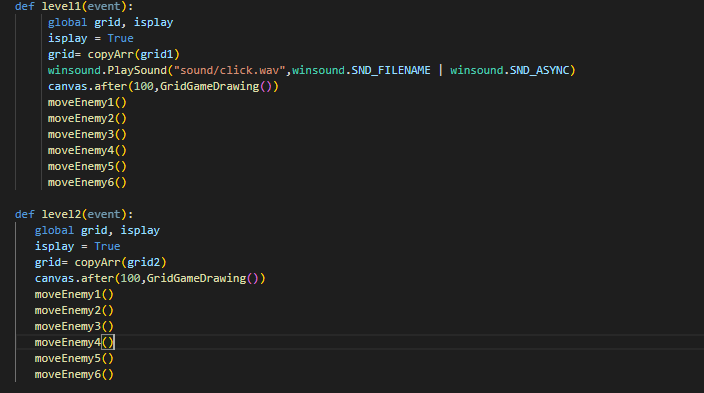 def level1(event):
global grid, isplay
isplay = True
grid= copyArr(grid1)
winsound.PlaySound("sound/click.wav",winsound.SND_FILENAME | winsound.SND_ASYNC)
canvas.after(100,GridGameDrawing())
moveEnemy1()
moveEnemy2()
moveEnemy3()
moveEnemy4()
moveEnemy5()
moveEnemy6()
def level2(event):
global grid, isplay
isplay = True
grid= copyArr(grid2)
canvas.after(100,GridGameDrawing())
moveEnemy1()
moveEnemy2()
moveEnemy3()
moveEnemy4()
moveEnemy5()
moveEnemy6()